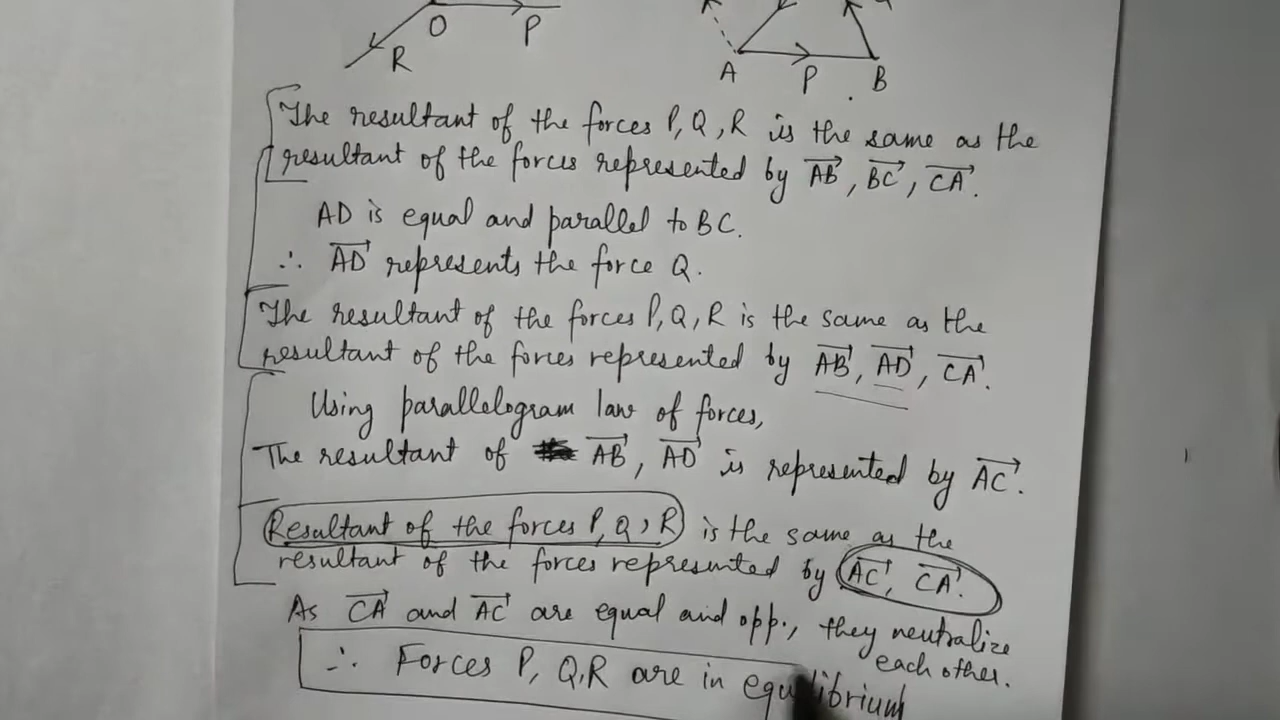 O P
R
A P B
The resultant of the forces P, Q, R is the same as the
resultant of the forces represented by AB, BC, CA.
AD is equal and parallel to BC.
∴ AD represents the force Q.
The resultant of the forces P, Q, R is the same as the
resultant of the forces represented by AB, AD, CA.
Using parallelogram law of forces,
The resultant of AB, AD is represented by AC.
Resultant of the forces P, Q, R is the same as the
resultant of the forces represented by AC, CA.
As CA and AC are equal and opp., they neutralize
each other.
∴ Forces P, Q, R are in equilibrium